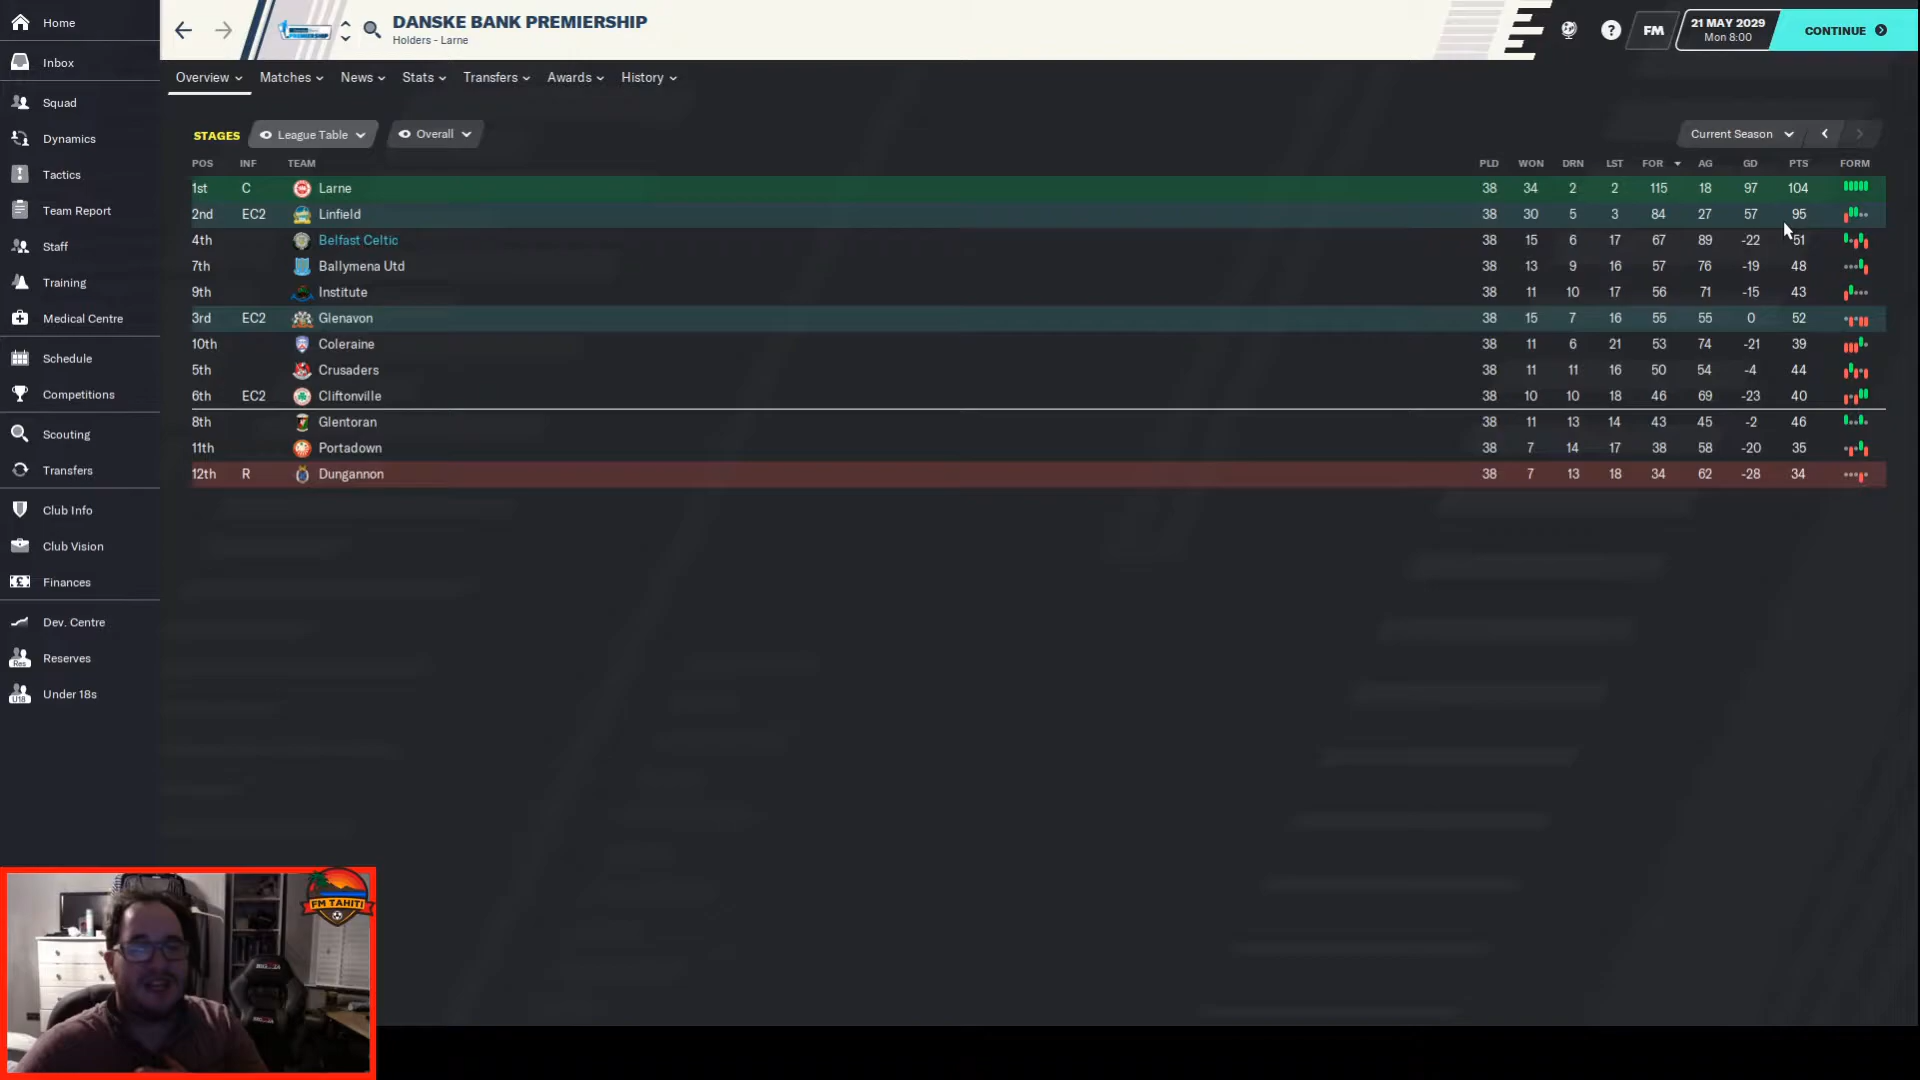 Home
Inbox
Squad
Dynamics
Tactics
Team Report
Staff
Training
Medical Centre
Schedule
Competitions
Scouting
Transfers
Club Info
Club Vision
Finances
Dev. Centre
Reserves
Under 18s
DANSKE BANK PREMIERSHIP
Holders - Larne
? FM 21 MAY 2029 CONTINUE
Mon 8:00
Overview Matches News Stats Transfers Awards History
STAGES League Table Overall Current Season
POS INF TEAM PLD WON DRN LST FOR AG GD PTS FORM
1st C Larne 38 34 2 2 115 18 97 104
2nd EC2 Linfield 38 30 5 3 84 27 57 95
4th Belfast Celtic 38 15 6 17 67 89 -22 51
7th Ballymena Utd 38 13 9 16 57 76 -19 48
9th Institute 38 11 10 17 56 71 -15 43
3rd EC2 Glenavon 38 15 7 16 55 55 0 52
10th Coleraine 38 11 6 21 53 74 -21 39
5th Crusaders 38 11 11 16 50 54 -4 44
6th EC2 Cliftonville 38 10 10 18 46 69 -23 40
8th Glentoran 38 11 13 14 43 45 -2 46
11th Portadown 38 7 14 17 38 58 -20 35
12th R Dungannon 38 7 13 18 34 62 -28 34
Res
U18
FM TAHITI